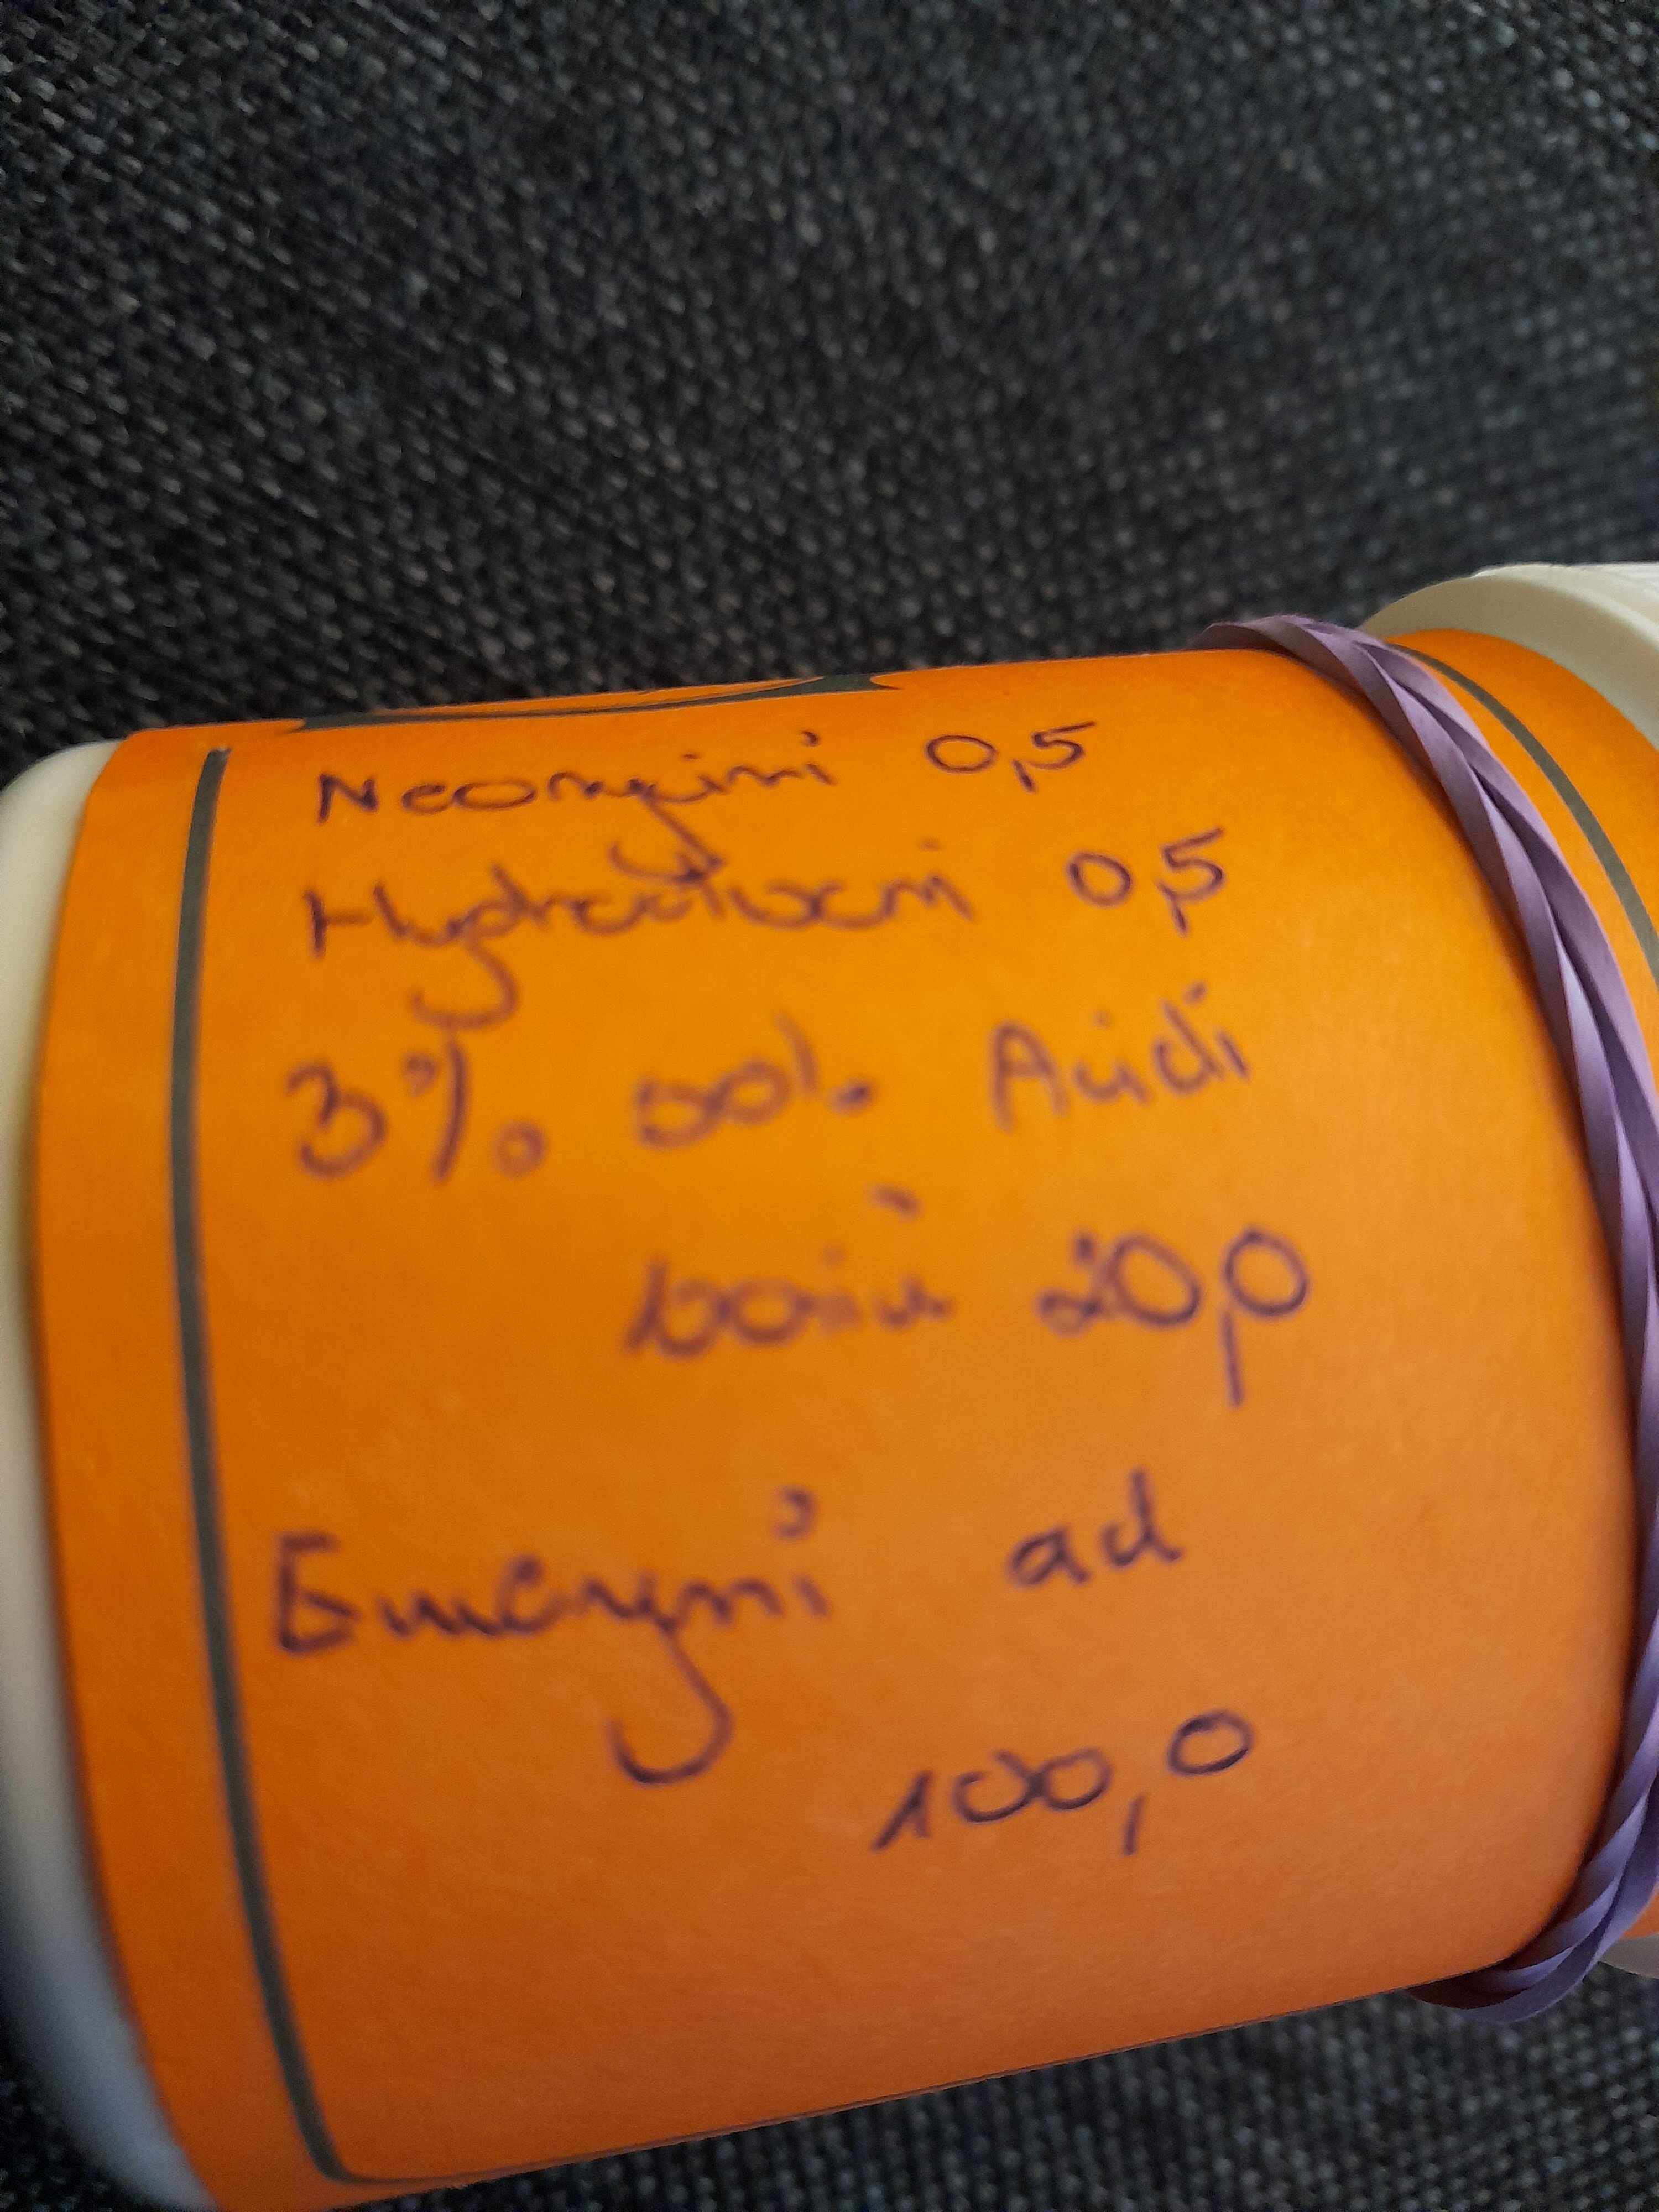 Neomycini 0,5
Hydrocortisoni 0,5
3% sol. Acidi
borici 20,0
Eucerini ad
100,0